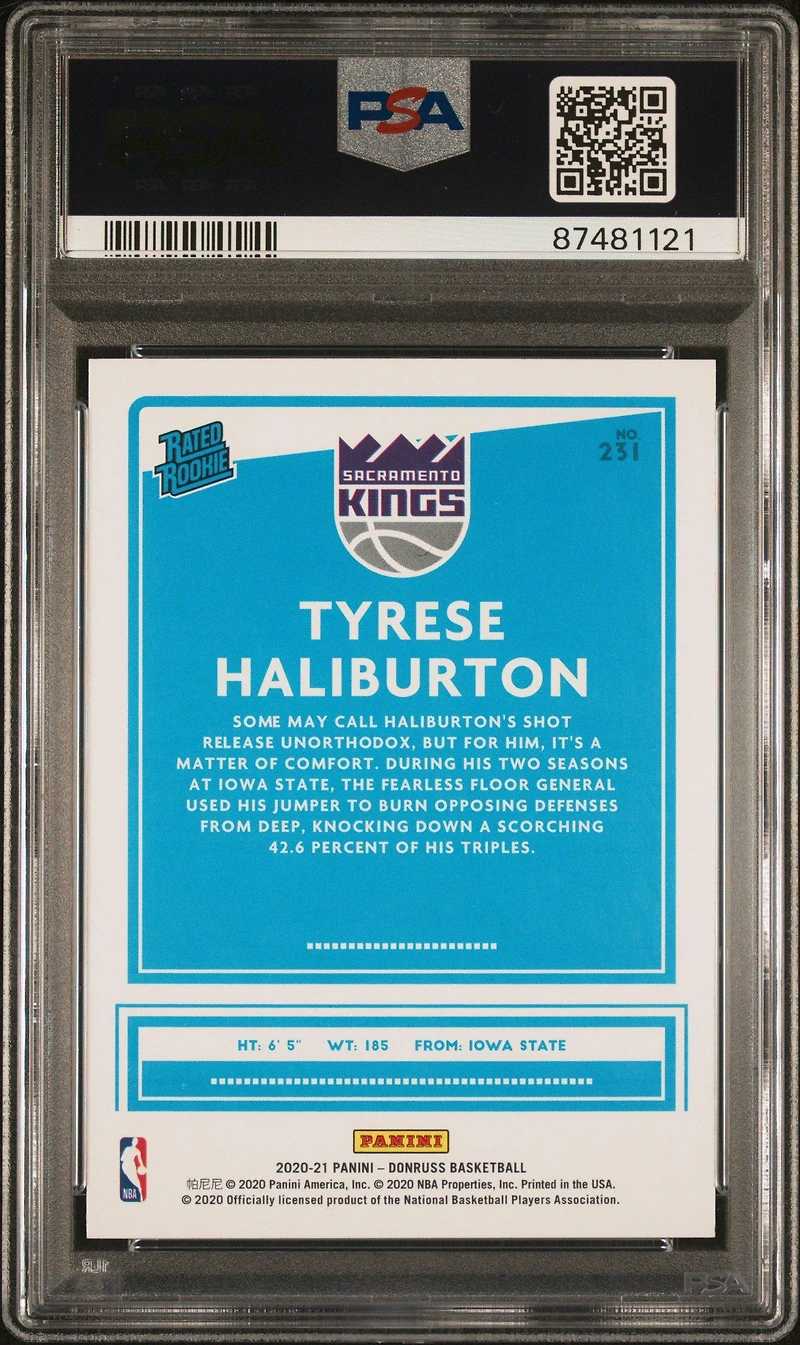 PSA
87481121
RATED
ROOKIE
NO.
231
SACRAMENTO
KINGS
TYRESE
HALIBURTON
SOME MAY CALL HALIBURTON'S SHOT
RELEASE UNORTHODOX, BUT FOR HIM, IT'S A
MATTER OF COMFORT. DURING HIS TWO SEASONS
AT IOWA STATE, THE FEARLESS FLOOR GENERAL
USED HIS JUMPER TO BURN OPPOSING DEFENSES
FROM DEEP, KNOCKING DOWN A SCORCHING
42.6 PERCENT OF HIS TRIPLES.
HT: 6' 5" WT: 185 FROM: IOWA STATE
PANINI
2020-21 PANINI – DONRUSS BASKETBALL
帕尼尼 © 2020 Panini America, Inc. © 2020 NBA Properties, Inc. Printed in the USA.
© 2020 Officially licensed product of the National Basketball Players Association.
NBA
PSA